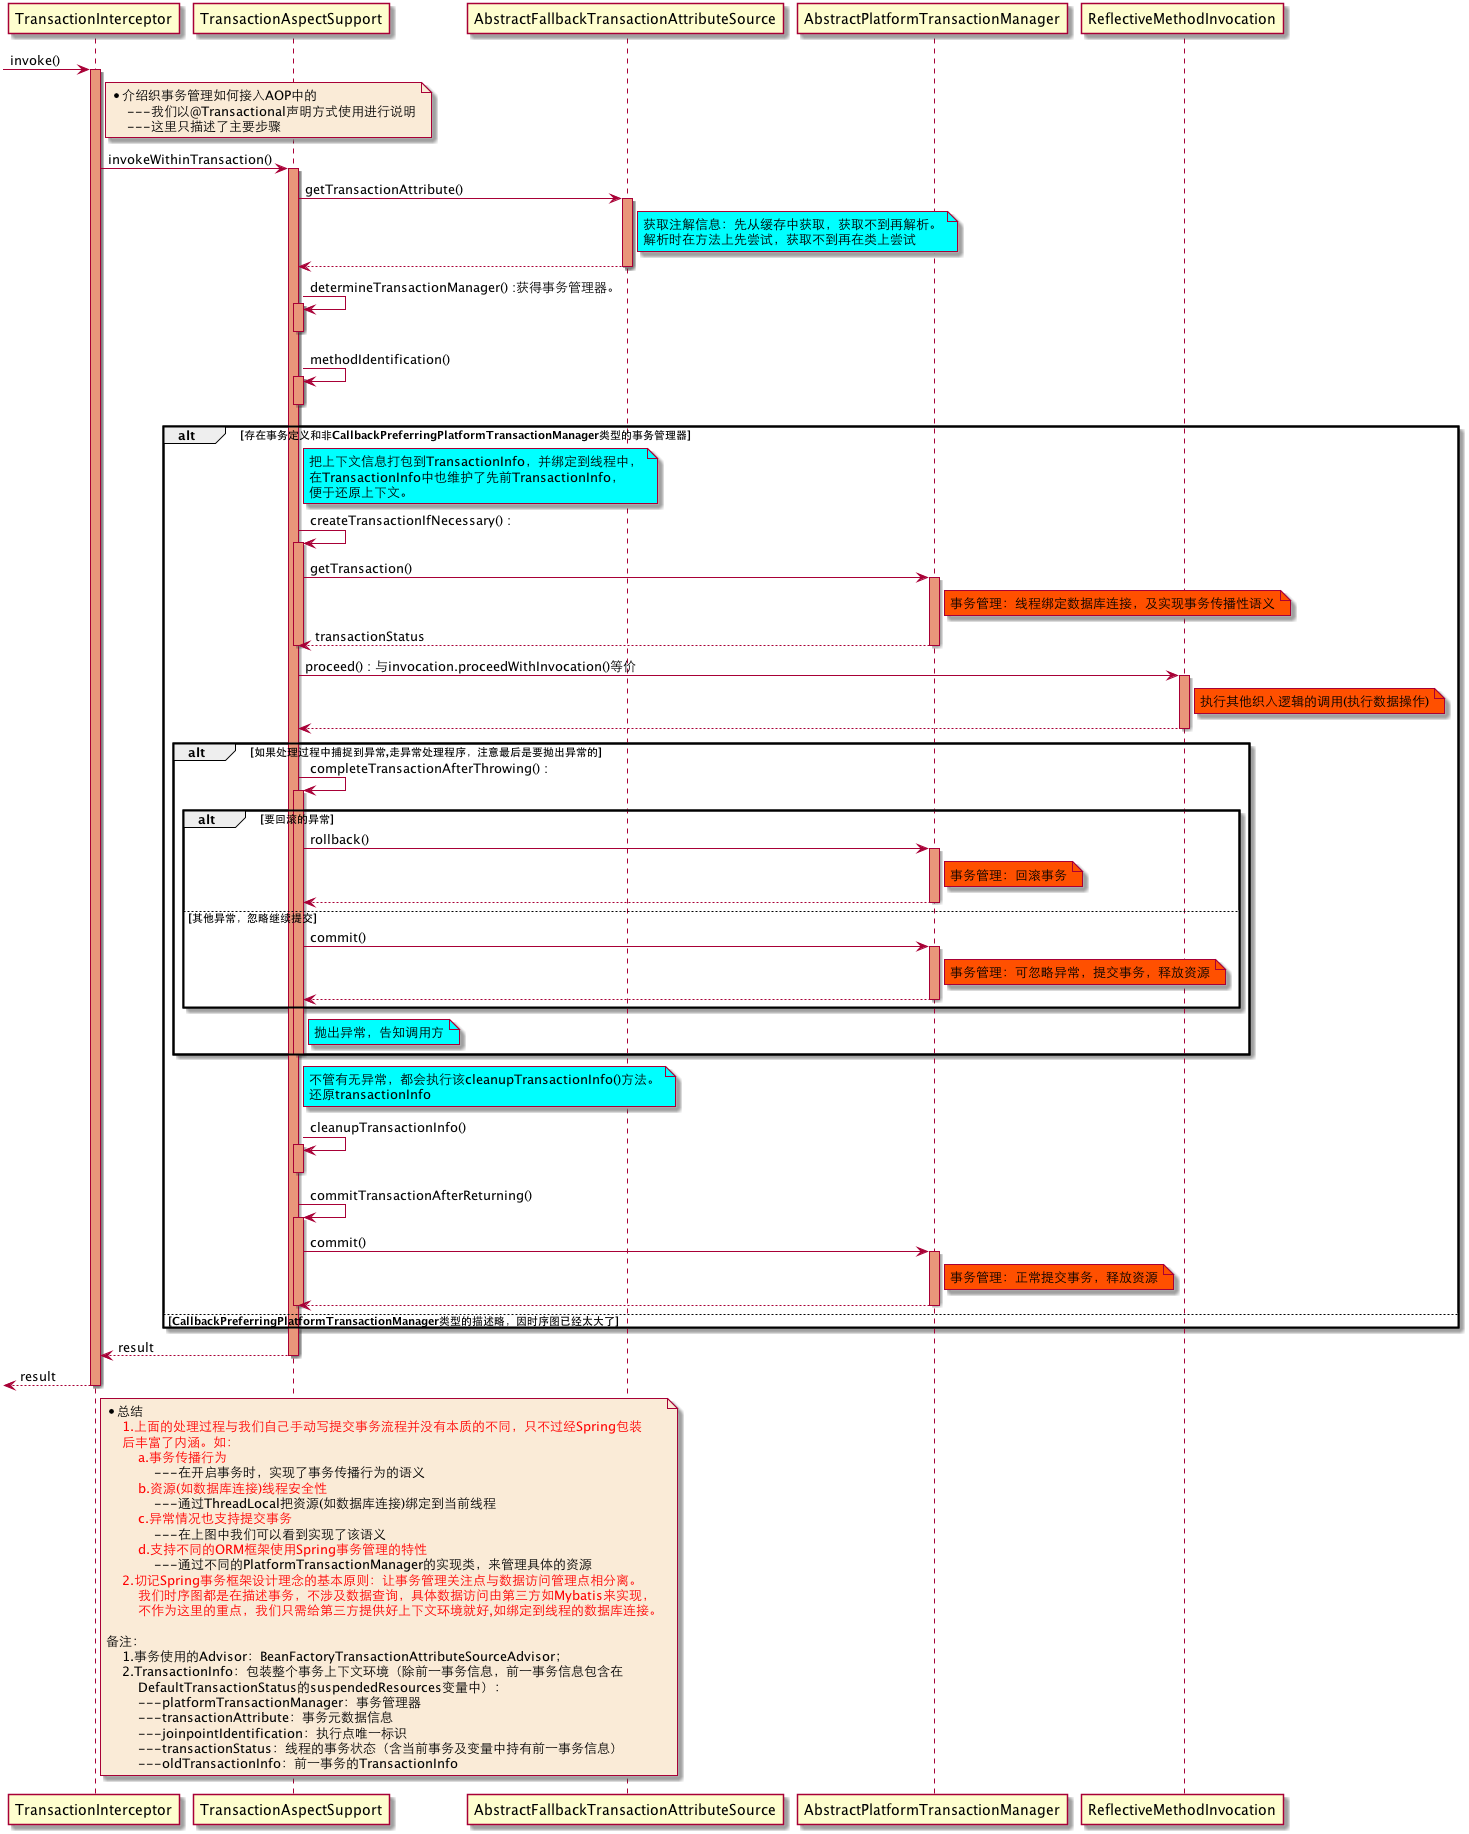 TransactionInterceptor
TransactionAspectSupport
AbstractFallbackTransactionAttributeSource
AbstractPlatformTransactionManager
ReflectiveMethodInvocation
invoke()
•介绍织事务管理如何接入AOP中的
---我们以@Transactional声明方式使用进行说明
---这里只描述了主要步骤
invokeWithinTransaction()
getTransactionAttribute()
获取注解信息：先从缓存中获取，获取不到再解析。
解析时在方法上先尝试，获取不到再在类上尝试
determineTransactionManager() :获得事务管理器。
methodIdentification()
alt
[存在事务定义和非CallbackPreferringPlatformTransactionManager类型的事务管理器]
把上下文信息打包到TransactionInfo，并绑定到线程中，
在TransactionInfo中也维护了先前TransactionInfo，
便于还原上下文。
createTransactionIfNecessary() :
getTransaction()
事务管理：线程绑定数据库连接，及实现事务传播性语义
transactionStatus
proceed() : 与invocation.proceedWithInvocation()等价
执行其他织入逻辑的调用(执行数据操作)
alt
[如果处理过程中捕捉到异常,走异常处理程序，注意最后是要抛出异常的]
completeTransactionAfterThrowing() :
alt
[要回滚的异常]
rollback()
事务管理：回滚事务
[其他异常，忽略继续提交]
commit()
事务管理：可忽略异常，提交事务，释放资源
抛出异常，告知调用方
不管有无异常，都会执行该cleanupTransactionInfo()方法。
还原transactionInfo
cleanupTransactionInfo()
commitTransactionAfterReturning()
commit()
事务管理：正常提交事务，释放资源
[CallbackPreferringPlatformTransactionManager类型的描述略，因时序图已经太大了]
result
result
•总结
1.上面的处理过程与我们自己手动写提交事务流程并没有本质的不同，只不过经Spring包装
后丰富了内涵。如：
a.事务传播行为
---在开启事务时，实现了事务传播行为的语义
b.资源(如数据库连接)线程安全性
---通过ThreadLocal把资源(如数据库连接)绑定到当前线程
c.异常情况也支持提交事务
---在上图中我们可以看到实现了该语义
d.支持不同的ORM框架使用Spring事务管理的特性
---通过不同的PlatformTransactionManager的实现类，来管理具体的资源
2.切记Spring事务框架设计理念的基本原则：让事务管理关注点与数据访问管理点相分离。
我们时序图都是在描述事务，不涉及数据查询，具体数据访问由第三方如Mybatis来实现，
不作为这里的重点，我们只需给第三方提供好上下文环境就好,如绑定到线程的数据库连接。
备注：
1.事务使用的Advisor：BeanFactoryTransactionAttributeSourceAdvisor；
2.TransactionInfo：包装整个事务上下文环境（除前一事务信息，前一事务信息包含在
DefaultTransactionStatus的suspendedResources变量中）：
---platformTransactionManager：事务管理器
---transactionAttribute：事务元数据信息
---joinpointIdentification：执行点唯一标识
---transactionStatus：线程的事务状态（含当前事务及变量中持有前一事务信息）
---oldTransactionInfo：前一事务的TransactionInfo
TransactionInterceptor
TransactionAspectSupport
AbstractFallbackTransactionAttributeSource
AbstractPlatformTransactionManager
ReflectiveMethodInvocation